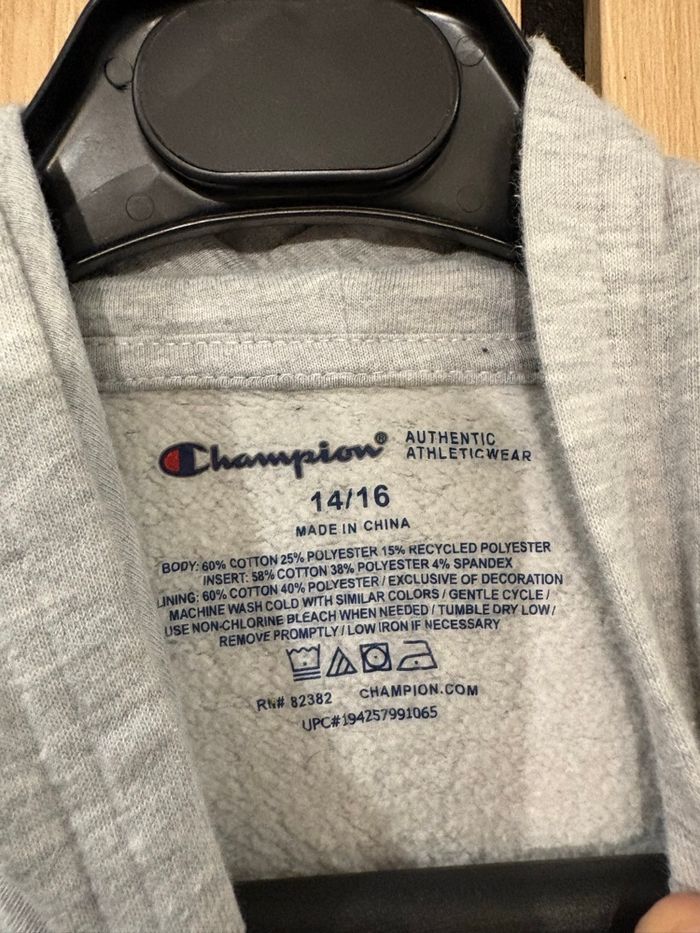 Champion® AUTHENTIC
ATHLETICWEAR
14/16
MADE IN CHINA
BODY: 60% COTTON 25% POLYESTER 15% RECYCLED POLYESTER
INSERT: 58% COTTON 38% POLYESTER 4% SPANDEX
LINING: 60% COTTON 40% POLYESTER / EXCLUSIVE OF DECORATION
MACHINE WASH COLD WITH SIMILAR COLORS / GENTLE CYCLE /
USE NON-CHLORINE BLEACH WHEN NEEDED / TUMBLE DRY LOW /
REMOVE PROMPTLY / LOW IRON IF NECESSARY
RN# 82382 CHAMPION.COM
UPC#194257991065